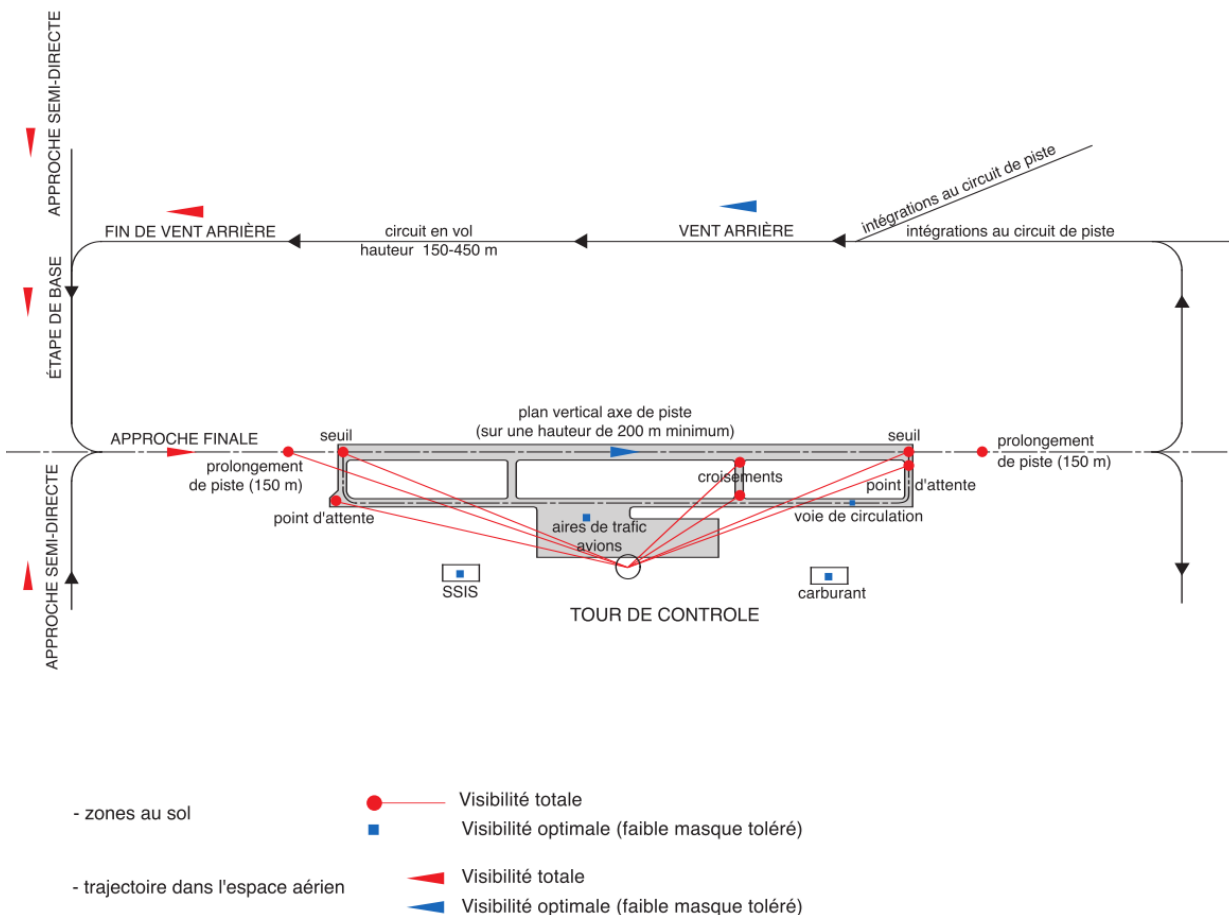 APPROCHE SEMI-DIRECTE
intégrations au circuit de piste
FIN DE VENT ARRIÈRE
circuit en vol
hauteur 150-450 m
VENT ARRIÈRE
intégrations au circuit de piste
ÉTAPE DE BASE
plan vertical axe de piste
(sur une hauteur de 200 m minimum)
APPROCHE FINALE
seuil
seuil
prolongement
de piste (150 m)
prolongement
de piste (150 m)
croisements
point d'attente
point d'attente
aires de trafic
avions
voie de circulation
SSIS
carburant
TOUR DE CONTROLE
APPROCHE SEMI-DIRECTE
- zones au sol
Visibilité totale
Visibilité optimale (faible masque toléré)
- trajectoire dans l'espace aérien
Visibilité totale
Visibilité optimale (faible masque toléré)